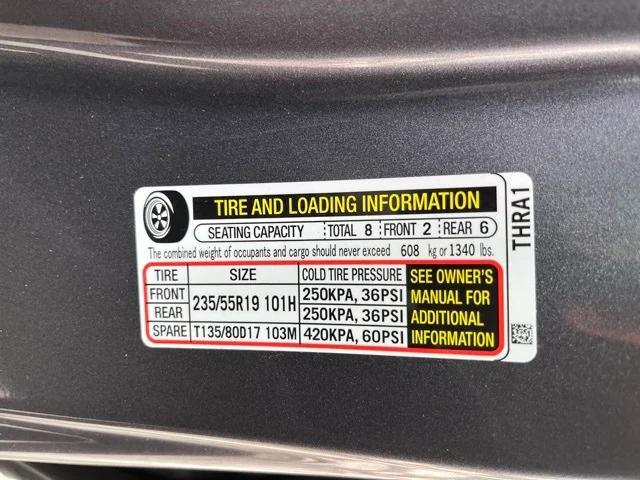 TIRE AND LOADING INFORMATION
SEATING CAPACITY TOTAL 8 FRONT 2 REAR 6
The combined weight of occupants and cargo should never exceed 608 kg or 1340 lbs.
TIRE SIZE COLD TIRE PRESSURE SEE OWNER'S
FRONT 235/55R19 101H 250KPA, 36PSI MANUAL FOR
REAR 250KPA, 36PSI ADDITIONAL
SPARE T135/80D17 103M 420KPA, 60PSI INFORMATION
THRA1